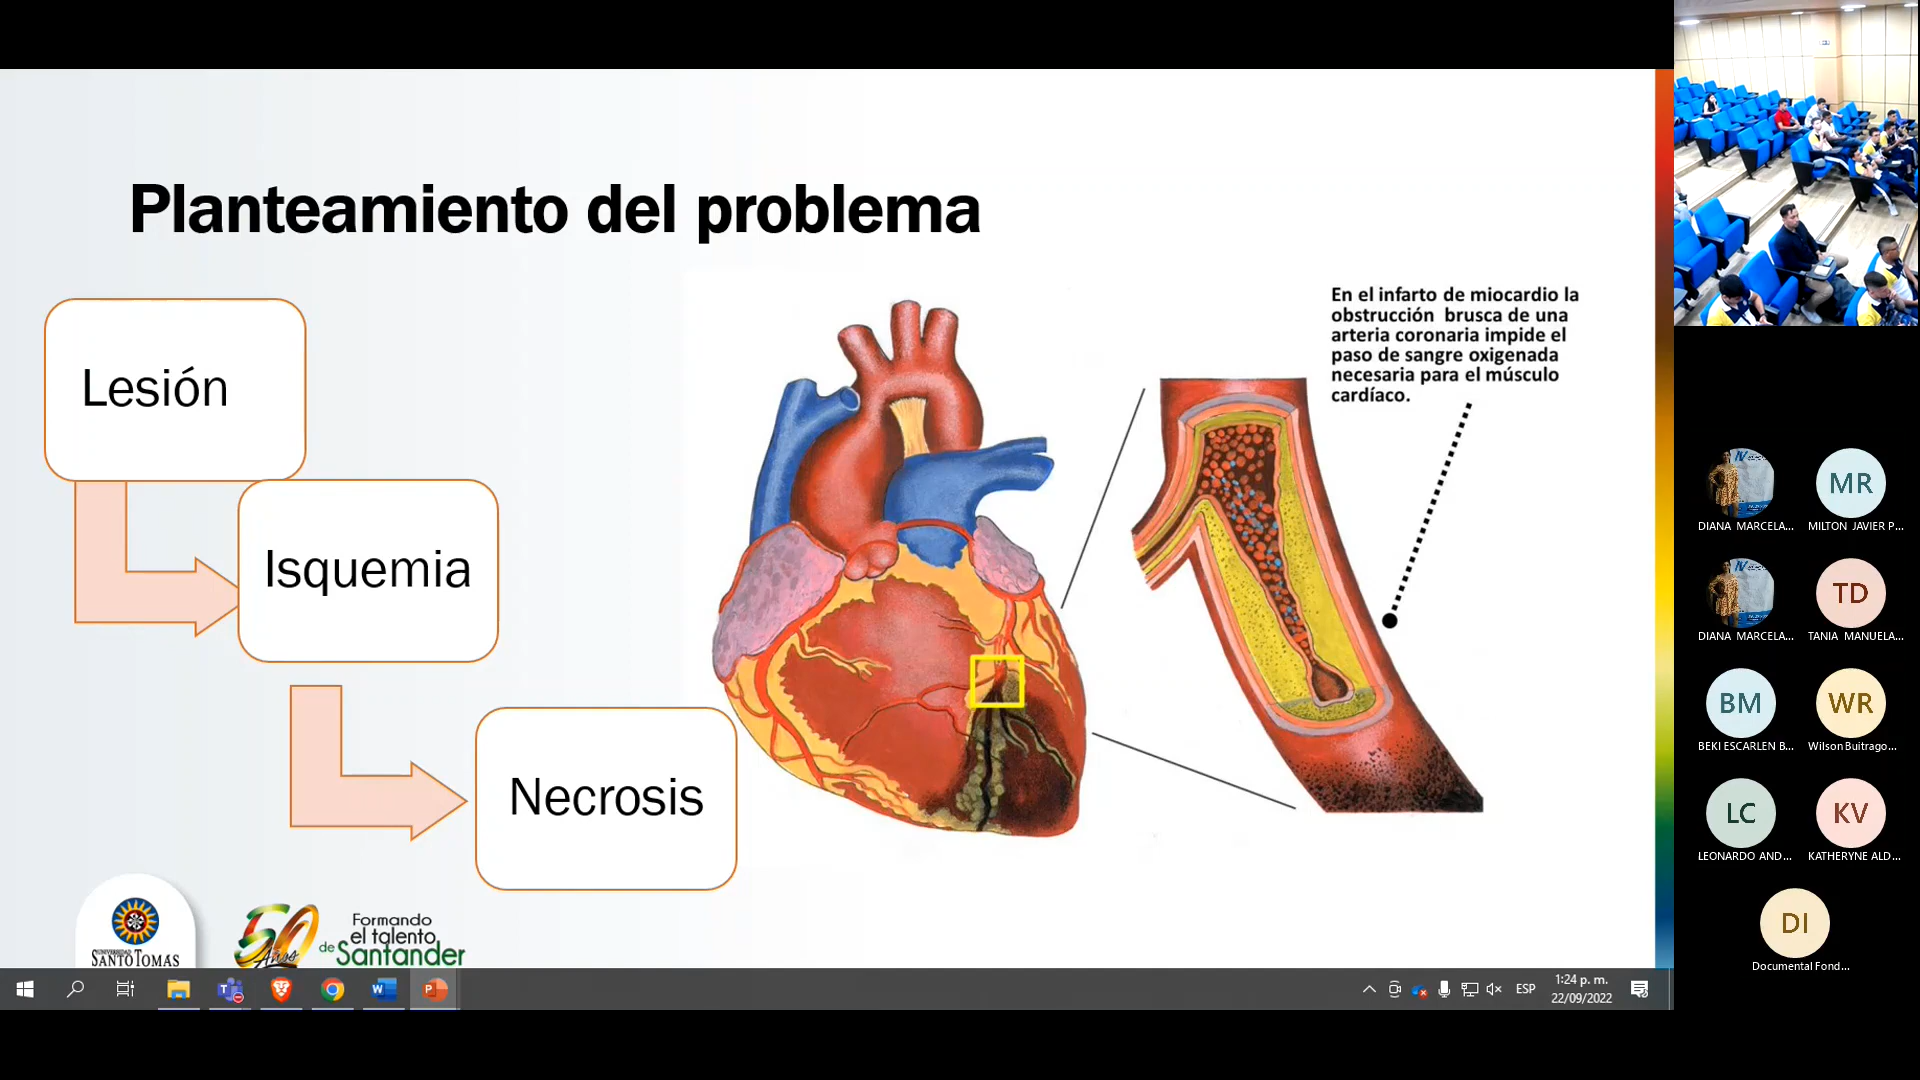 Planteamiento del problema
Lesión
Isquemia
Necrosis
En el infarto de miocardio la
obstrucción brusca de una
arteria coronaria impide el
paso de sangre oxigenada
necesaria para el músculo
cardíaco.
UNIVERSIDAD
SANTO TOMAS
50
Años
Formando
el talento
de Santander
ESP
1:24 p. m.
22/09/2022
DIANA MARCELA...
MR
MILTON JAVIER P...
DIANA MARCELA...
TD
TANIA MANUELA...
BM
BEKI ESCARLEN B...
WR
Wilson Buitrago...
LC
LEONARDO AND...
KV
KATHERYNE ALD...
DI
Documental Fond...